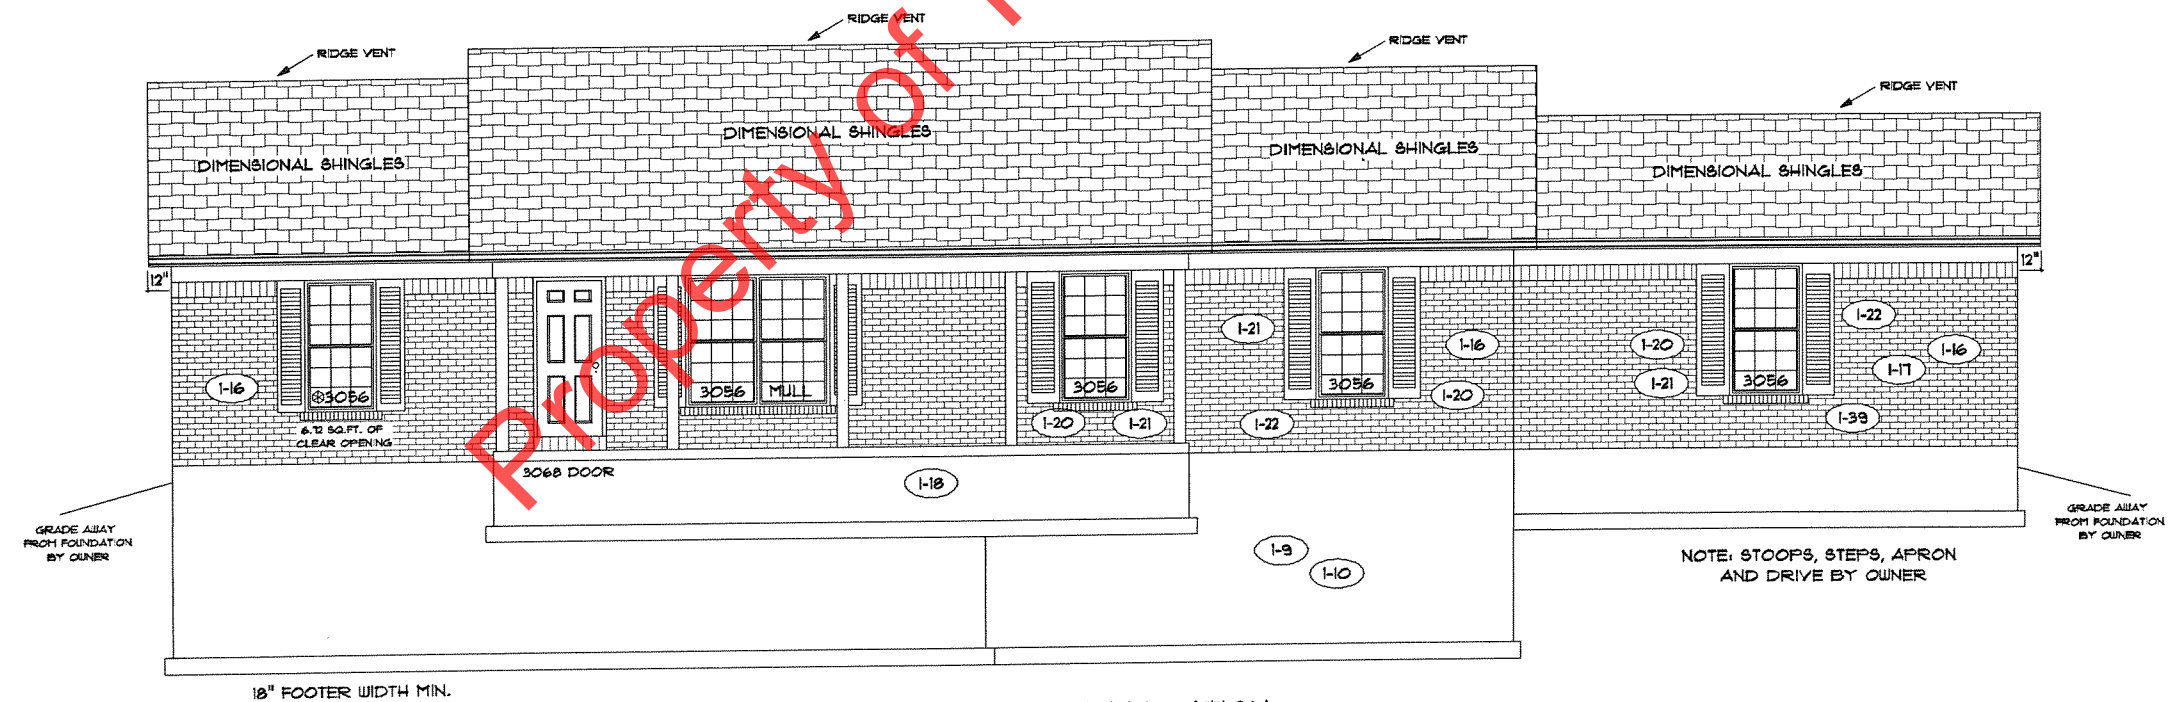 RIDGE VENT
RIDGE VENT
RIDGE VENT
RIDGE VENT
DIMENSIONAL SHINGLES
DIMENSIONAL SHINGLES
DIMENSIONAL SHINGLES
DIMENSIONAL SHINGLES
Property of
12"
12"
1-16
3056
6.72 SQ.FT. OF
CLEAR OPENING
3068 DOOR
3056 MULL
3056
1-20
1-21
1-18
1-21
3056
1-16
1-20
1-22
1-20
1-21
3056
1-22
1-16
1-17
1-39
GRADE AWAY
FROM FOUNDATION
BY OWNER
1-9
1-10
GRADE AWAY
FROM FOUNDATION
BY OWNER
NOTE: STOOPS, STEPS, APRON
AND DRIVE BY OWNER
18" FOOTER WIDTH MIN.